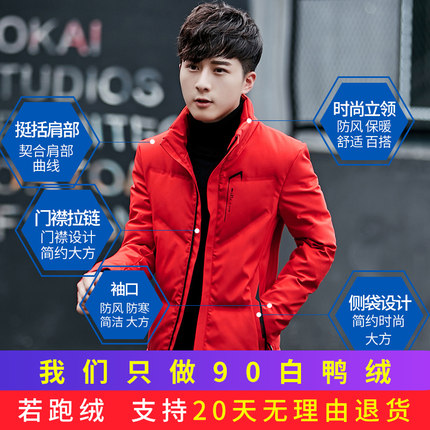 OKAI
STUDIOS
挺括肩部
契合肩部
曲线
时尚立领
防风 保暖
舒适 百搭
门襟拉链
门襟设计
简约大方
袖口
防风 防寒
简洁 大方
侧袋设计
简约时尚
大方
我们只做90白鸭绒
若跑绒 支持20天无理由退货